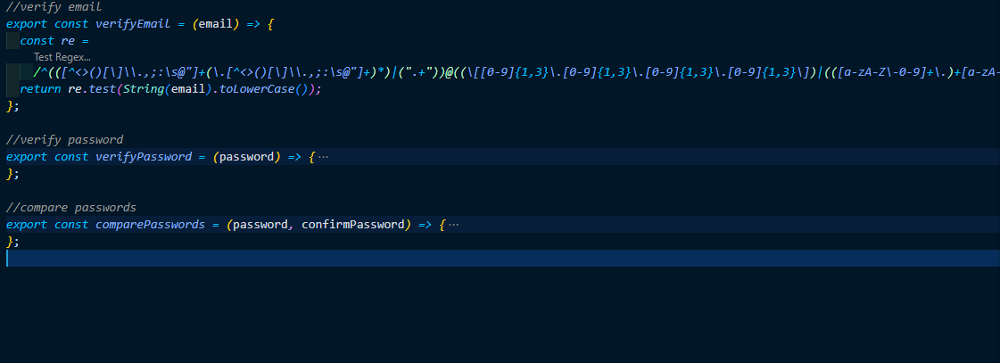 //verify email
export const verifyEmail = (email) => {
const re =
Test Regex...
/^(([^<>()[\]\\.,;:\s@"]+(\.[^<>()[\]\\.,;:\s@"]+)*)|(".+"))@((\[[0-9]{1,3}\.[0-9]{1,3}\.[0-9]{1,3}\.[0-9]{1,3}\])|(([a-zA-Z\-0-9]+\.)+[a-zA-
return re.test(String(email).toLowerCase());
};
//verify password
export const verifyPassword = (password) => {···
};
//compare passwords
export const comparePasswords = (password, confirmPassword) => {···
};